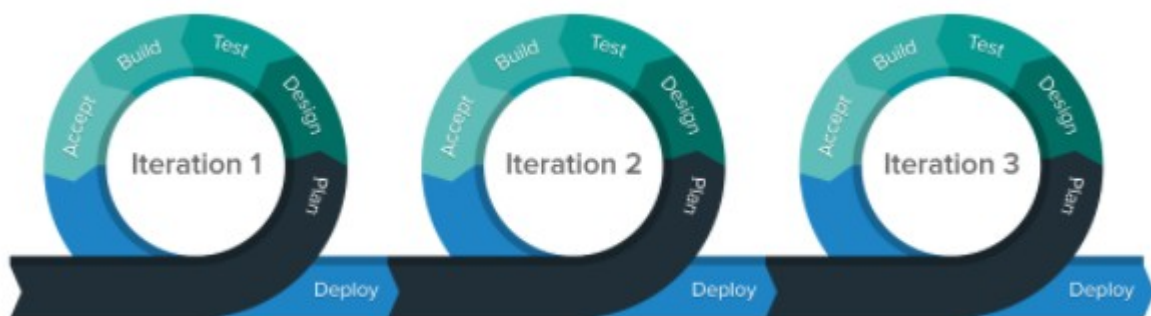 Iteration 1
Plan
Design
Test
Build
Accept
Deploy
Iteration 2
Plan
Design
Test
Build
Accept
Deploy
Iteration 3
Plan
Design
Test
Build
Accept
Deploy